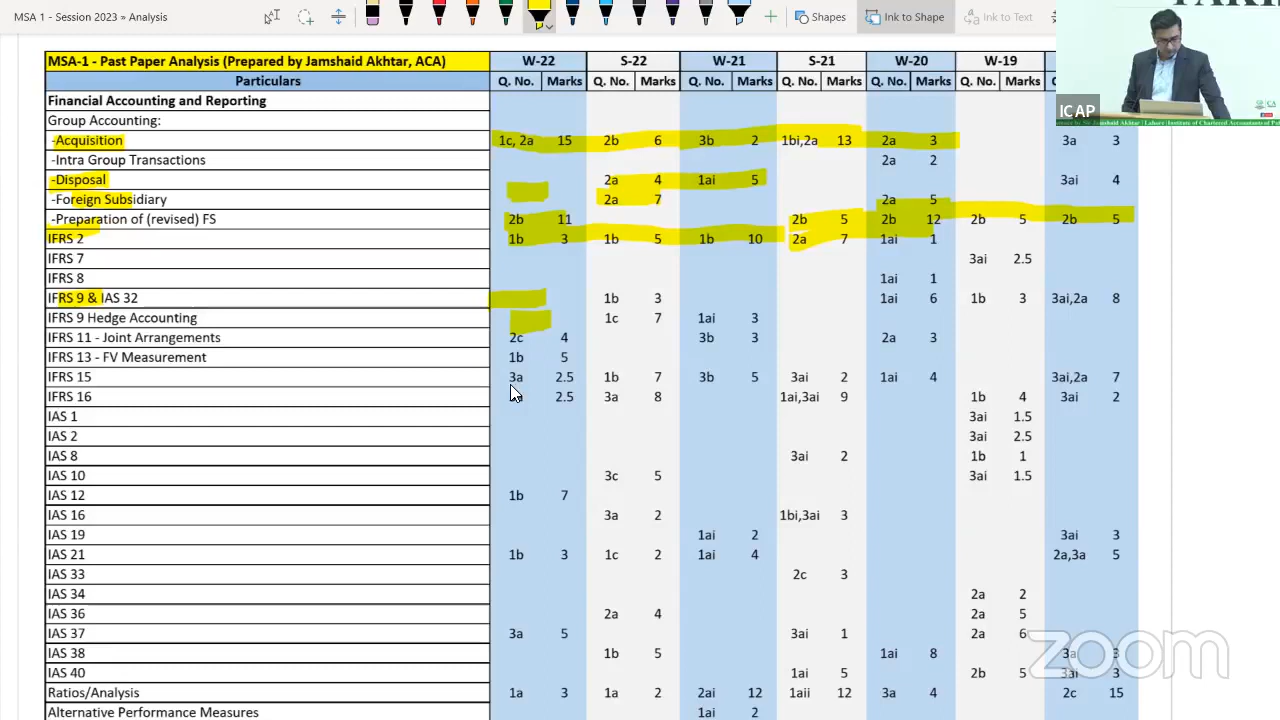 MSA 1 - Session 2023 » Analysis Shapes Ink to Shape Ink to Text
MSA-1 - Past Paper Analysis (Prepared by Jamshaid Akhtar, ACA) W-22 S-22 W-21 S-21 W-20 W-19
Particulars Q. No. Marks Q. No. Marks Q. No. Marks Q. No. Marks Q. No. Marks Q. No. Marks
Financial Accounting and Reporting
ICAP
Group Accounting:
-Acquisition 1c, 2a 15 2b 6 3b 2 1bi,2a 13 2a 3 3a 3
-Intra Group Transactions 2a 2
-Disposal 2a 4 1ai 5 3ai 4
-Foreign Subsidiary 2a 7 2a 5
-Preparation of (revised) FS 2b 11 2b 5 2b 12 2b 5 2b 5
IFRS 2 1b 3 1b 5 1b 10 2a 7 1ai 1
IFRS 7 3ai 2.5
IFRS 8 1ai 1
IFRS 9 & IAS 32 1b 3 1ai 6 1b 3 3ai,2a 8
IFRS 9 Hedge Accounting 1c 7 1ai 3
IFRS 11 - Joint Arrangements 2c 4 3b 3 2a 3
IFRS 13 - FV Measurement 1b 5
IFRS 15 3a 2.5 1b 7 3b 5 3ai 2 1ai 4 3ai,2a 7
IFRS 16 2.5 3a 8 1ai,3ai 9 1b 4 3ai 2
IAS 1 3ai 1.5
IAS 2 3ai 2.5
IAS 8 3ai 2 1b 1
IAS 10 3c 5 3ai 1.5
IAS 12 1b 7
IAS 16 3a 2 1bi,3ai 3
IAS 19 1ai 2 3ai 3
IAS 21 1b 3 1c 2 1ai 4 2a,3a 5
IAS 33 2c 3
IAS 34 2a 2
IAS 36 2a 4 2a 5
IAS 37 3a 5 3ai 1 2a 6
IAS 38 1b 5 1ai 8 3a 3
IAS 40 1ai 5 2b 5 3ai 3
zoom
Ratios/Analysis 1a 3 1a 2 2ai 12 1aii 12 3a 4 2c 15
Alternative Performance Measures 1ai 2